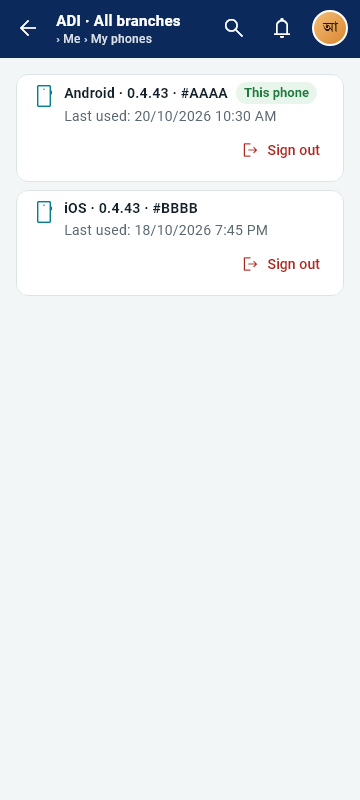 ADI · All branches
› Me › My phones
আ
Android · 0.4.43 · #AAAA This phone
Last used: 20/10/2026 10:30 AM
Sign out
iOS · 0.4.43 · #BBBB
Last used: 18/10/2026 7:45 PM
Sign out